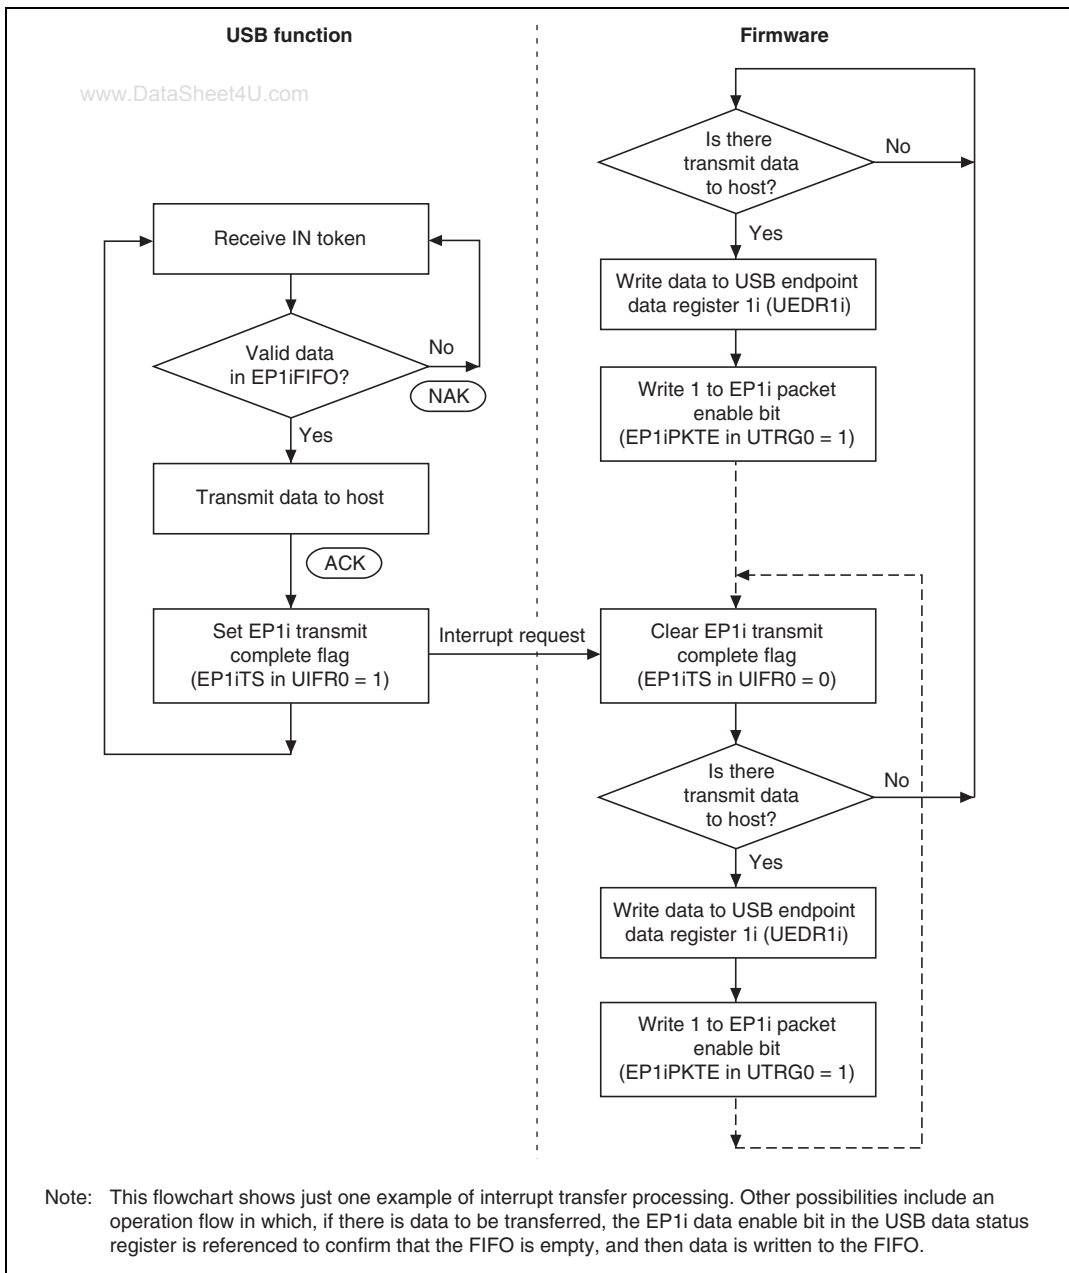 USB function
Firmware
www.DataSheet4U.com
Receive IN token
Valid data
in EP1iFIFO?
No
NAK
Yes
Transmit data to host
ACK
Set EP1i transmit
complete flag
(EP1iTS in UIFR0 = 1)
Interrupt request
Is there
transmit data
to host?
No
Yes
Write data to USB endpoint
data register 1i (UEDR1i)
Write 1 to EP1i packet
enable bit
(EP1iPKTE in UTRG0 = 1)
Clear EP1i transmit
complete flag
(EP1iTS in UIFR0 = 0)
Is there
transmit data
to host?
No
Yes
Write data to USB endpoint
data register 1i (UEDR1i)
Write 1 to EP1i packet
enable bit
(EP1iPKTE in UTRG0 = 1)
Note: This flowchart shows just one example of interrupt transfer processing. Other possibilities include an
operation flow in which, if there is data to be transferred, the EP1i data enable bit in the USB data status
register is referenced to confirm that the FIFO is empty, and then data is written to the FIFO.